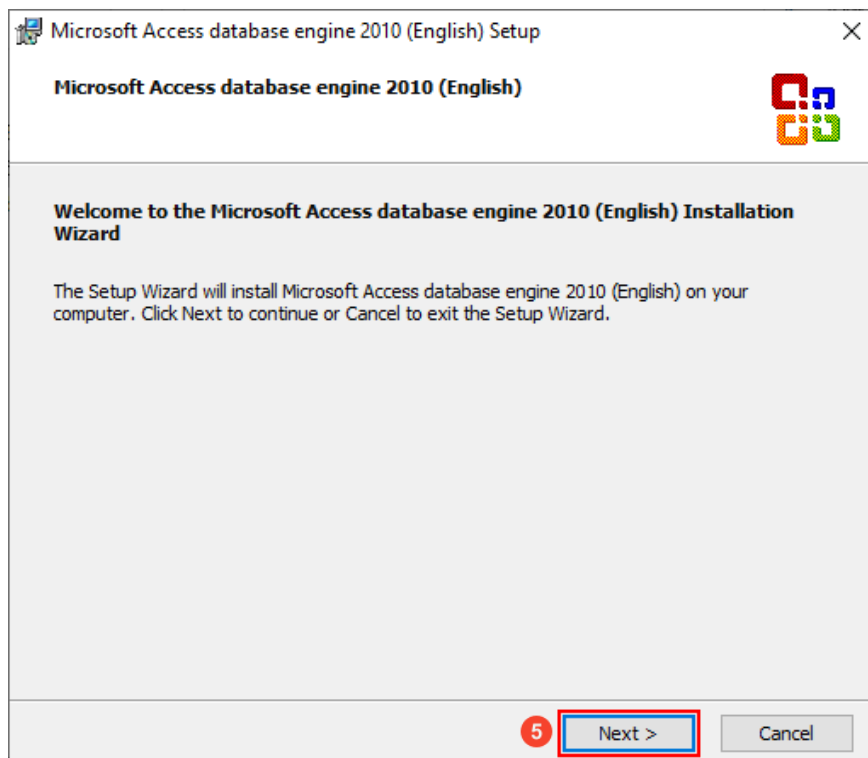 Microsoft Access database engine 2010 (English) Setup
Microsoft Access database engine 2010 (English)
Welcome to the Microsoft Access database engine 2010 (English) Installation
Wizard
The Setup Wizard will install Microsoft Access database engine 2010 (English) on your
computer. Click Next to continue or Cancel to exit the Setup Wizard.
5 Next > Cancel